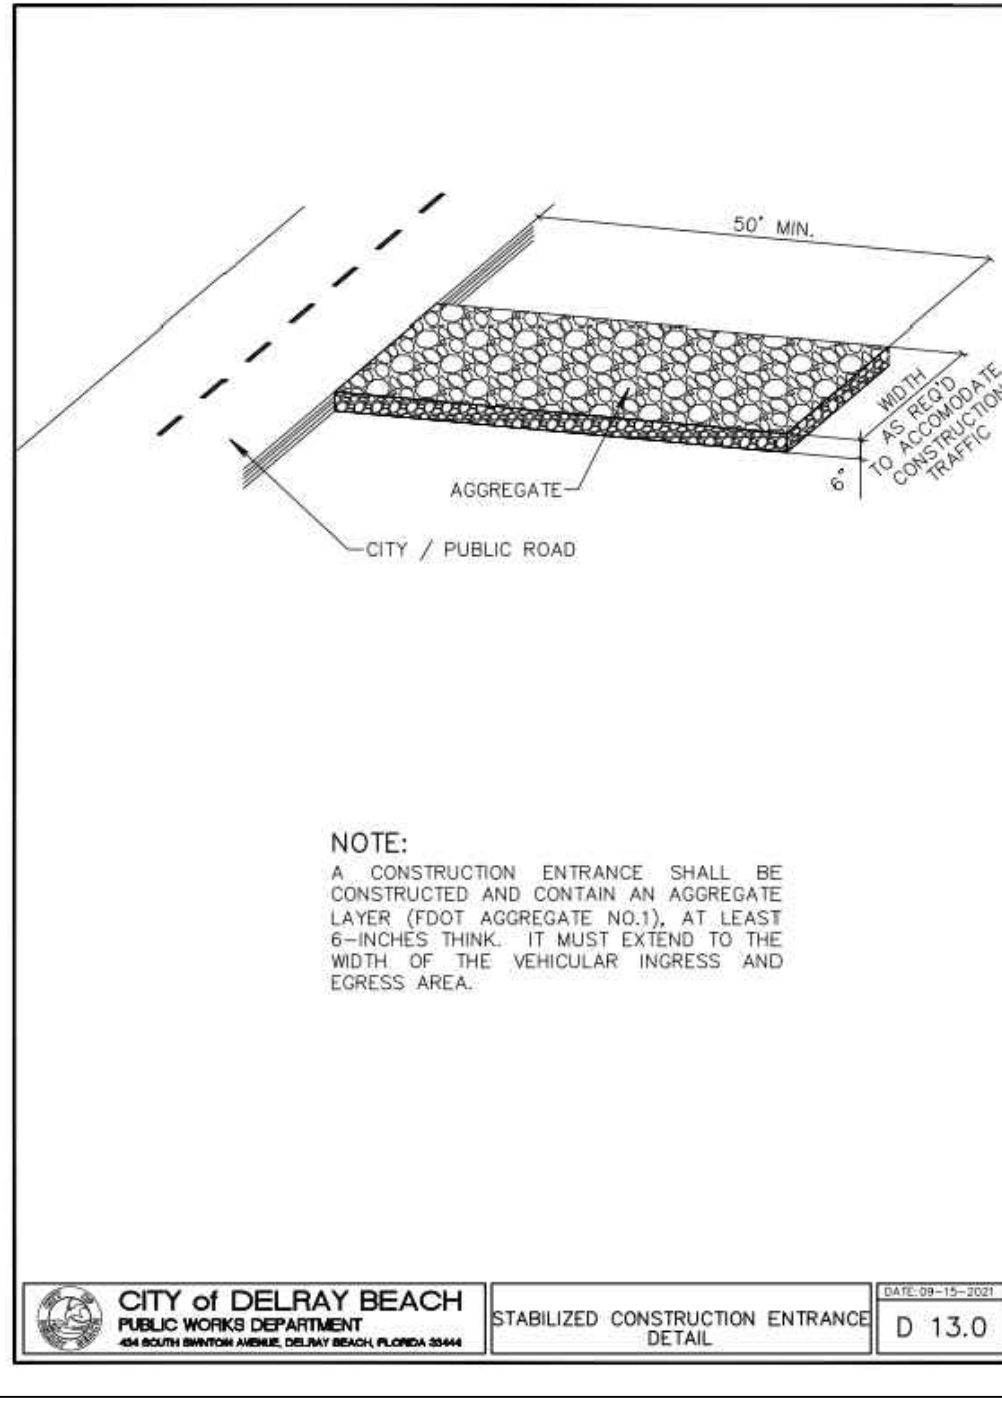 50' MIN.
WIDTH
AS REQ'D
TO ACCOMODATE
CONSTRUCTION
TRAFFIC
6"
AGGREGATE
CITY / PUBLIC ROAD
NOTE:
A CONSTRUCTION ENTRANCE SHALL BE
CONSTRUCTED AND CONTAIN AN AGGREGATE
LAYER (FDOT AGGREGATE NO.1), AT LEAST
6-INCHES THINK. IT MUST EXTEND TO THE
WIDTH OF THE VEHICULAR INGRESS AND
EGRESS AREA.
CITY of DELRAY BEACH
PUBLIC WORKS DEPARTMENT
434 SOUTH SWINTON AVENUE, DELRAY BEACH, FLORIDA 33444
STABILIZED CONSTRUCTION ENTRANCE
DETAIL
DATE:09-15-2021
D 13.0